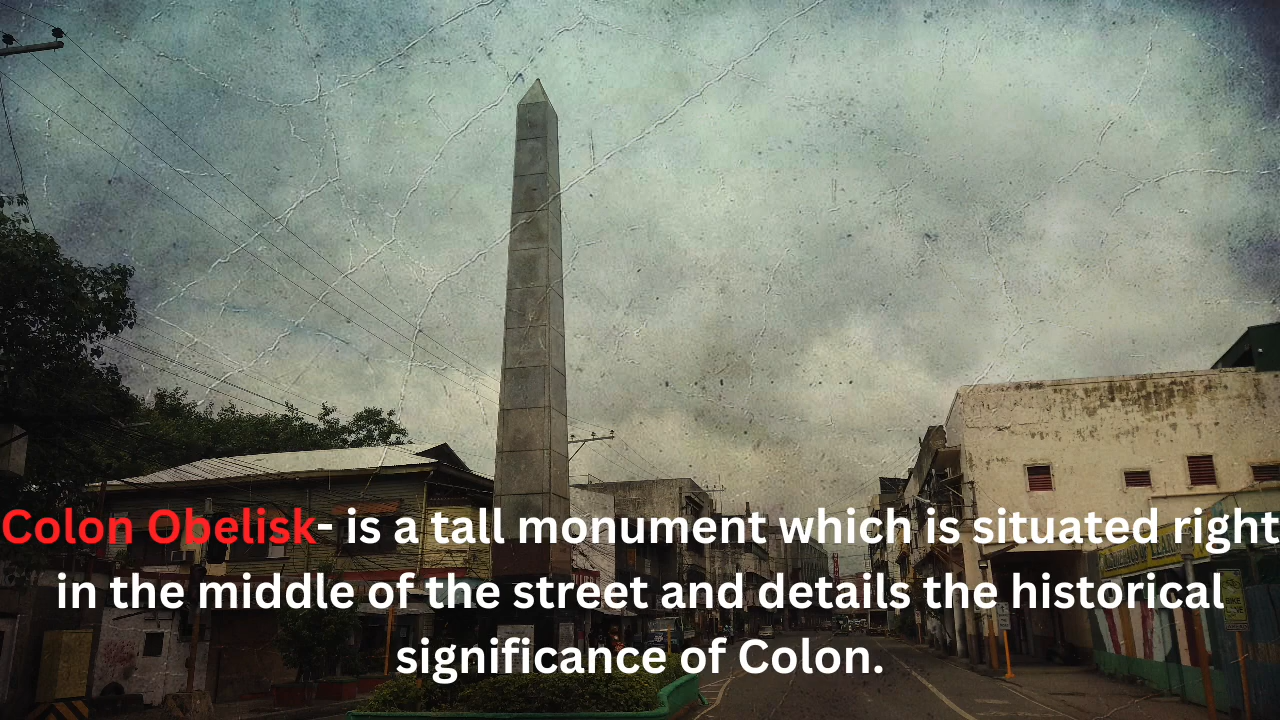 Colon Obelisk- is a tall monument which is situated right
in the middle of the street and details the historical
significance of Colon.